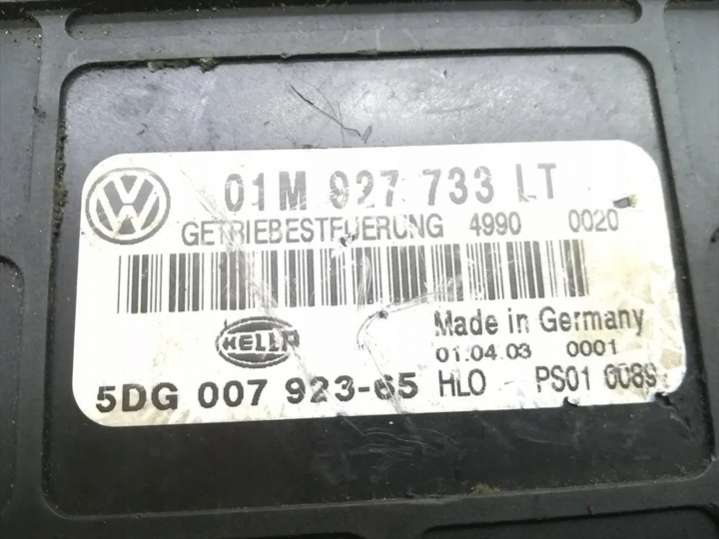 01M 927 733 LT
GETRIEBESTEUERUNG 4990 0020
HELLA
Made in Germany
01.04.03 0001
5DG 007 923-65 HLO PS01 0089